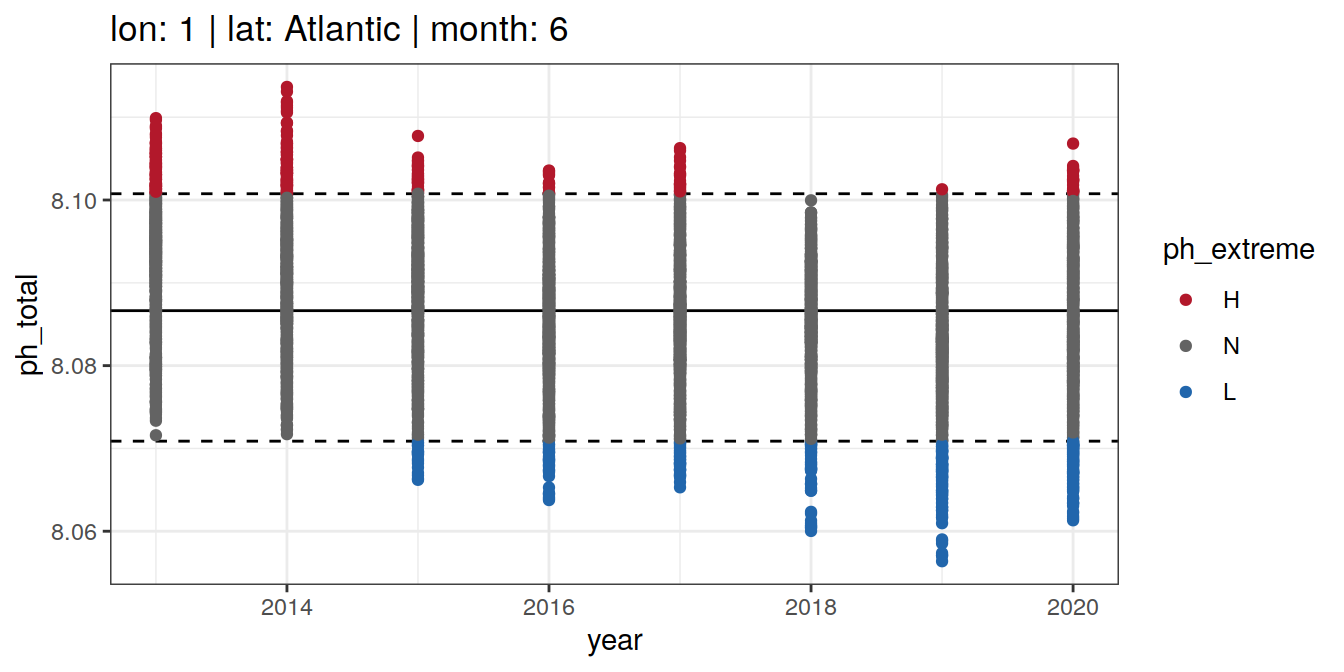 lon: 1 | lat: Atlantic | month: 6
ph_total
8.10
8.08
8.06
2014 2016 2018 2020
year
ph_extreme
H
N
L